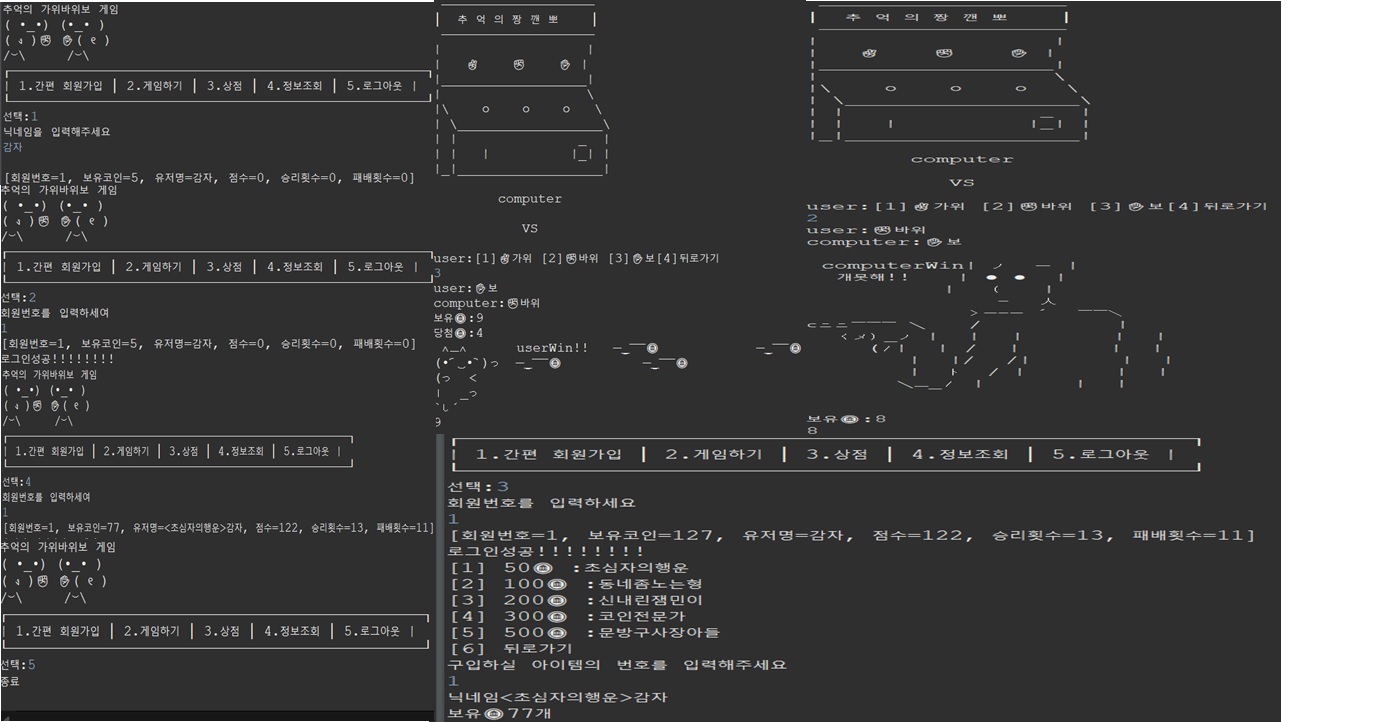 추억의 가위바위보 게임
1.간편 회원가입 | 2.게임하기 | 3.상점 | 4.정보조회 | 5.로그아웃 |
선택:1
닉네임을 입력해주세요
감자
[회원번호=1, 보유코인=5, 유저명=감자, 점수=0, 승리횟수=0, 패배횟수=0]
추억의 가위바위보 게임
1.간편 회원가입 | 2.게임하기 | 3.상점 | 4.정보조회 | 5.로그아웃 |
선택:2
회원번호를 입력하세여
1
[회원번호=1, 보유코인=5, 유저명=감자, 점수=0, 승리횟수=0, 패배횟수=0]
로그인성공!!!!!!!!
추억의 가위바위보 게임
1.간편 회원가입 | 2.게임하기 | 3.상점 | 4.정보조회 | 5.로그아웃 |
선택:4
회원번호를 입력하세여
1
[회원번호=1, 보유코인=77, 유저명=<초심자의행운>감자, 점수=122, 승리횟수=13, 패배횟수=11]
추억의 가위바위보 게임
1.간편 회원가입 | 2.게임하기 | 3.상점 | 4.정보조회 | 5.로그아웃 |
선택:5
종료
추 억 의 짱 깬 뽀
computer
VS
user:[1]✌가위 [2]✊바위 [3]✋보[4]뒤로가기
3
user:✋보
computer:✊바위
보유🪙:9
당첨🪙:4
userWin!!
9
추 억 의 짱 깬 뽀
computer
VS
user:[1]✌가위 [2]✊바위 [3]✋보[4]뒤로가기
2
user:✊바위
computer:✋보
computerWin
개못해!!
보유🪙:8
8
1.간편 회원가입 | 2.게임하기 | 3.상점 | 4.정보조회 | 5.로그아웃 |
선택:3
회원번호를 입력하세요
1
[회원번호=1, 보유코인=127, 유저명=감자, 점수=122, 승리횟수=13, 패배횟수=11]
로그인성공!!!!!!!!
[1] 50🪙 :초심자의행운
[2] 100🪙 :동네좀노는형
[3] 200🪙 :신내린잼민이
[4] 300🪙 :코인전문가
[5] 500🪙 :문방구사장아들
[6] 뒤로가기
구입하실 아이템의 번호를 입력해주세요
1
닉네임<초심자의행운>감자
보유🪙77개